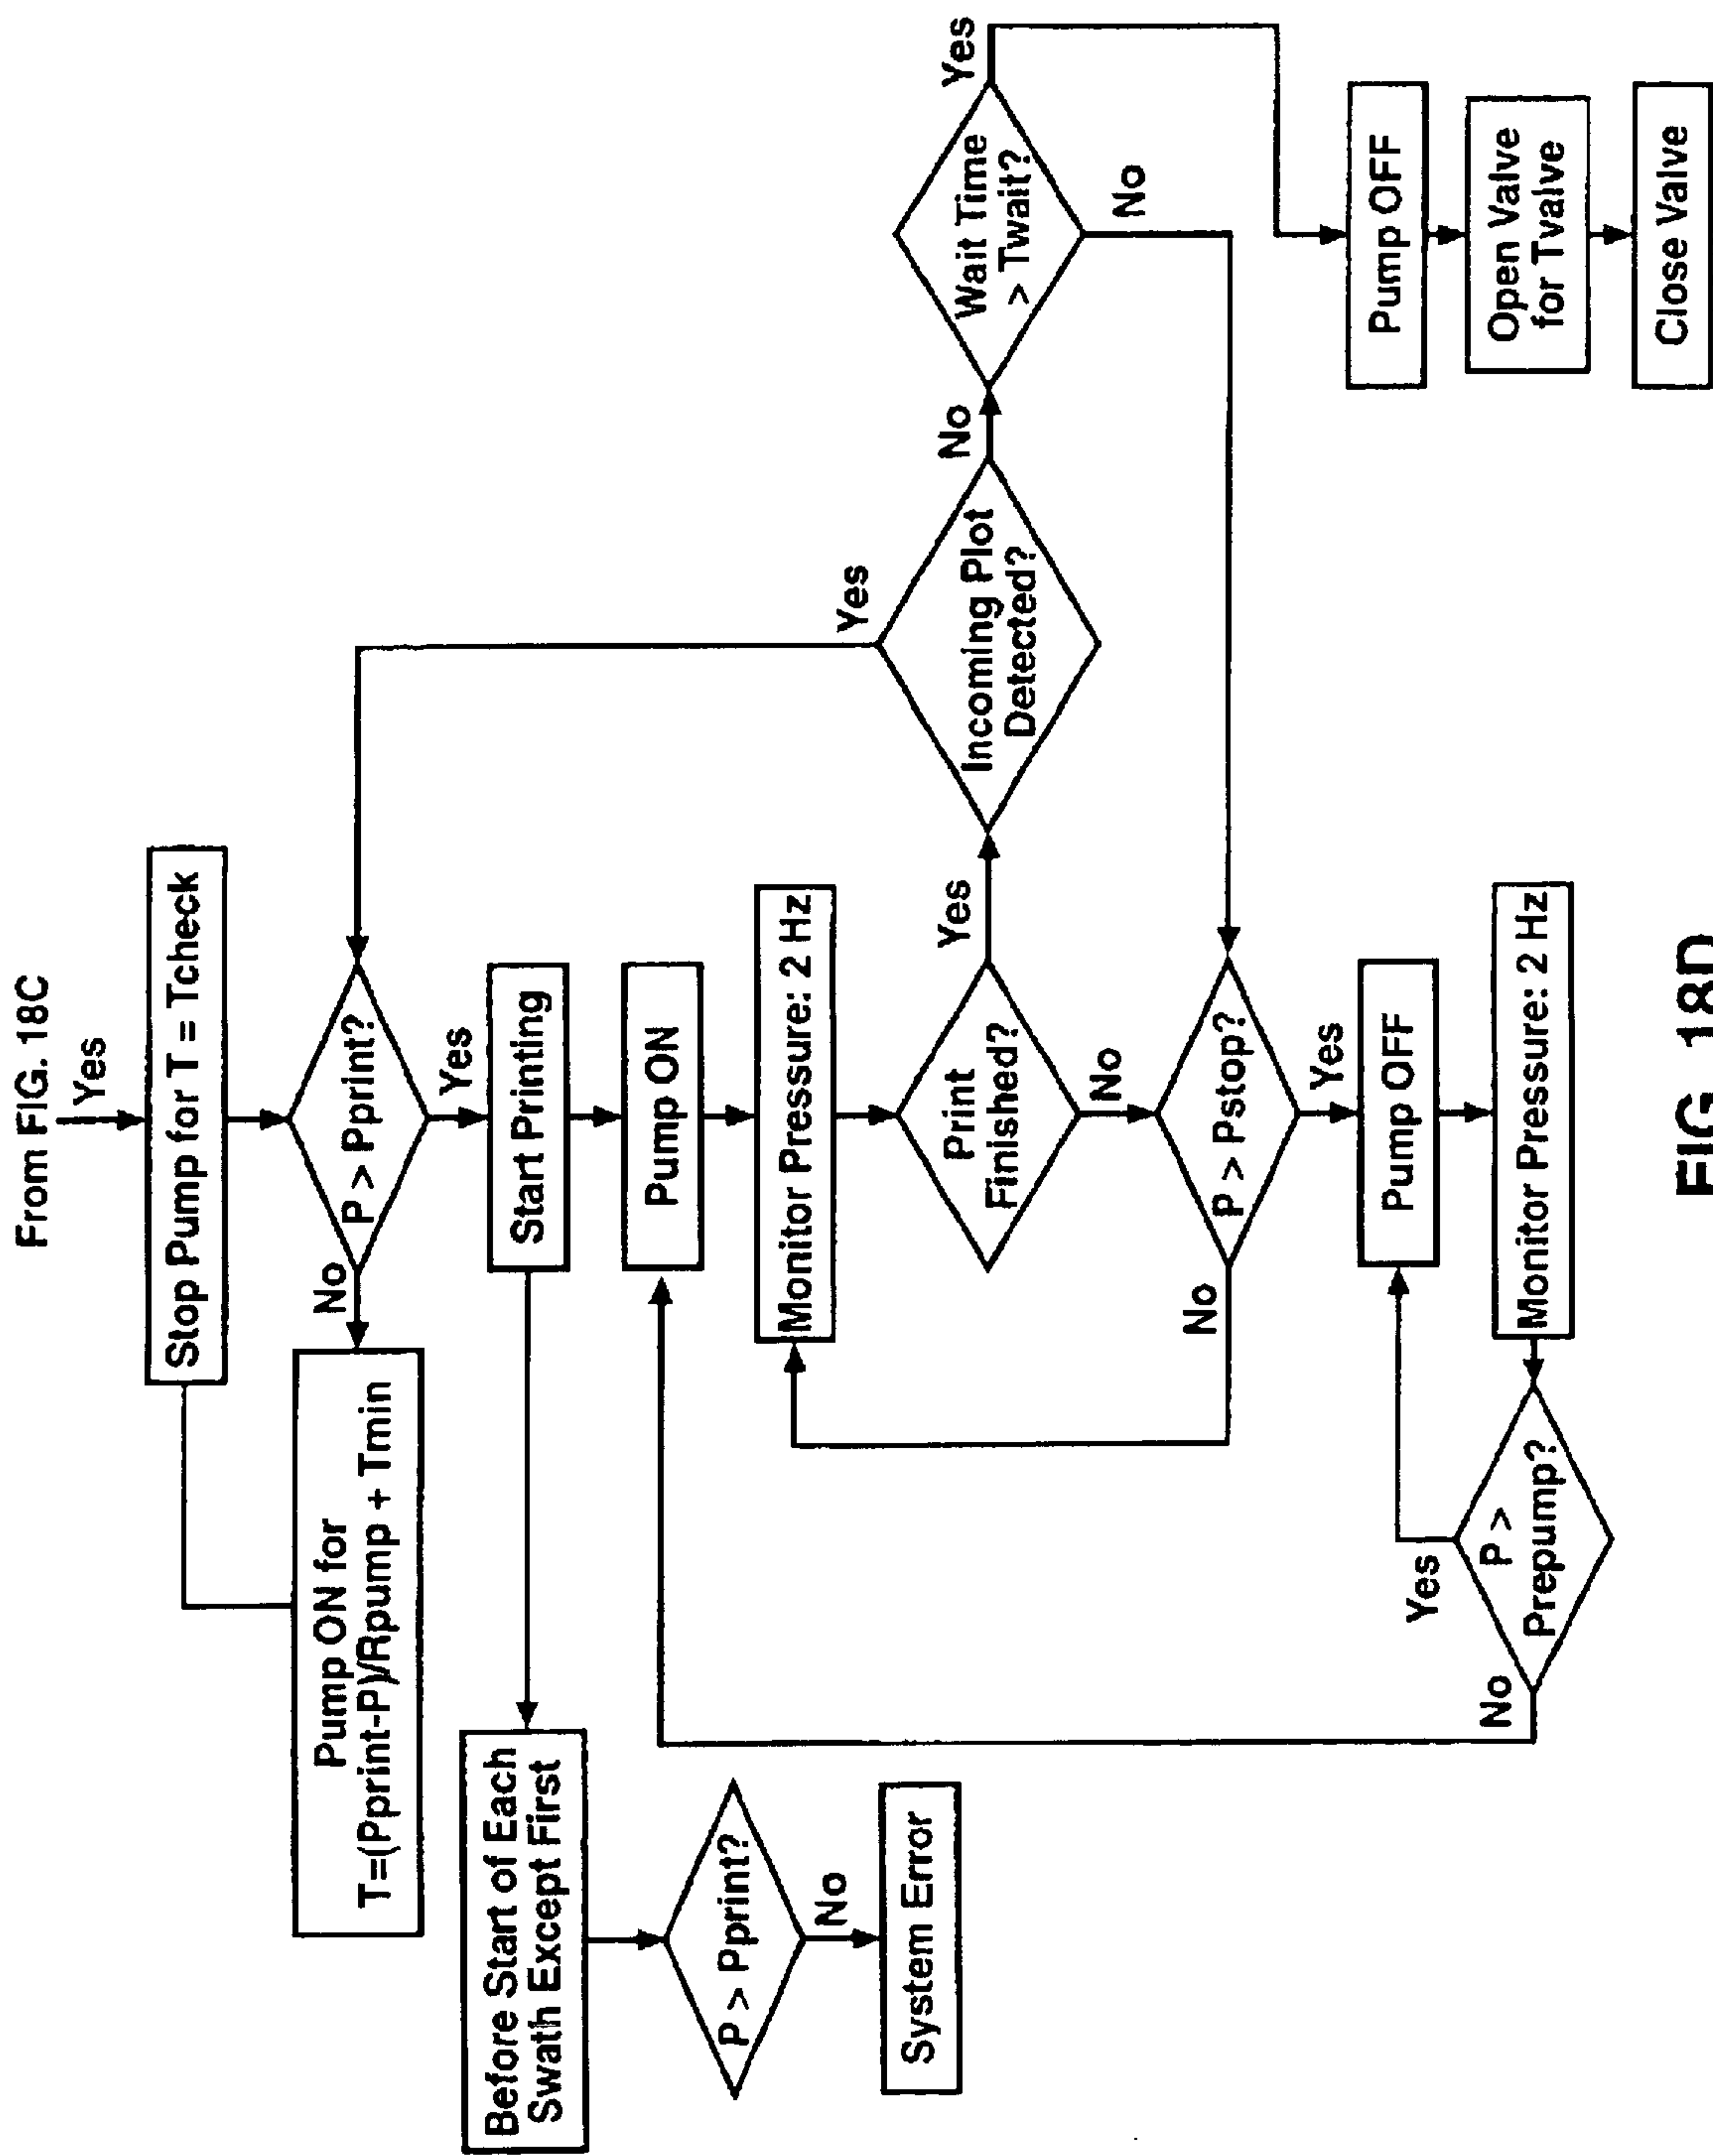 From FIG. 18C
Yes
Stop Pump for T = Tcheck
P > Pprint?
No
Pump ON for
T=(Pprint-P)/Rpump + Tmin
Yes
Start Printing
Before Start of Each
Swath Except First
P > Pprint?
No
System Error
Pump ON
Monitor Pressure: 2 Hz
Print
Finished?
Yes
Incoming Plot
Detected?
Yes
No
Wait Time
> Twait?
Yes
No
Pump OFF
Open Valve
for Tvalve
Close Valve
No
P > Pstop?
No
Yes
Pump OFF
Monitor Pressure: 2 Hz
P >
Prepump?
Yes
No
FIG. 18D